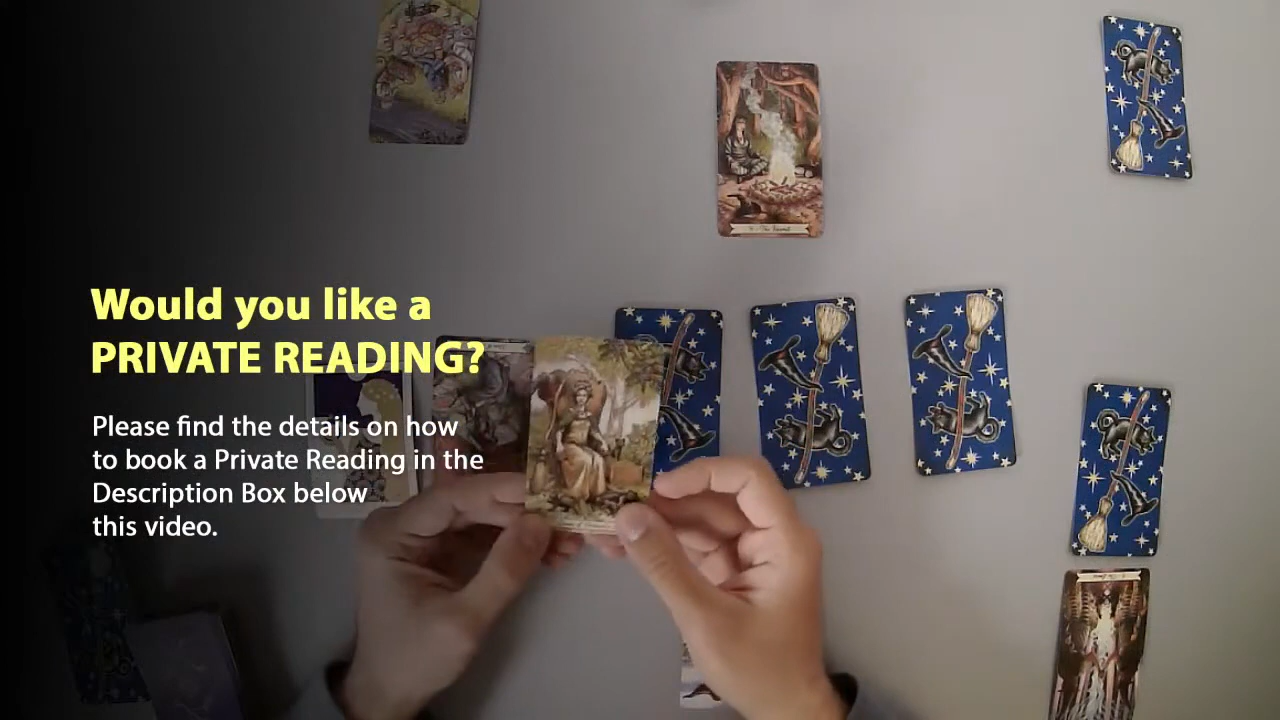 Would you like a
PRIVATE READING?
Please find the details on how
to book a Private Reading in the
Description Box below
this video.